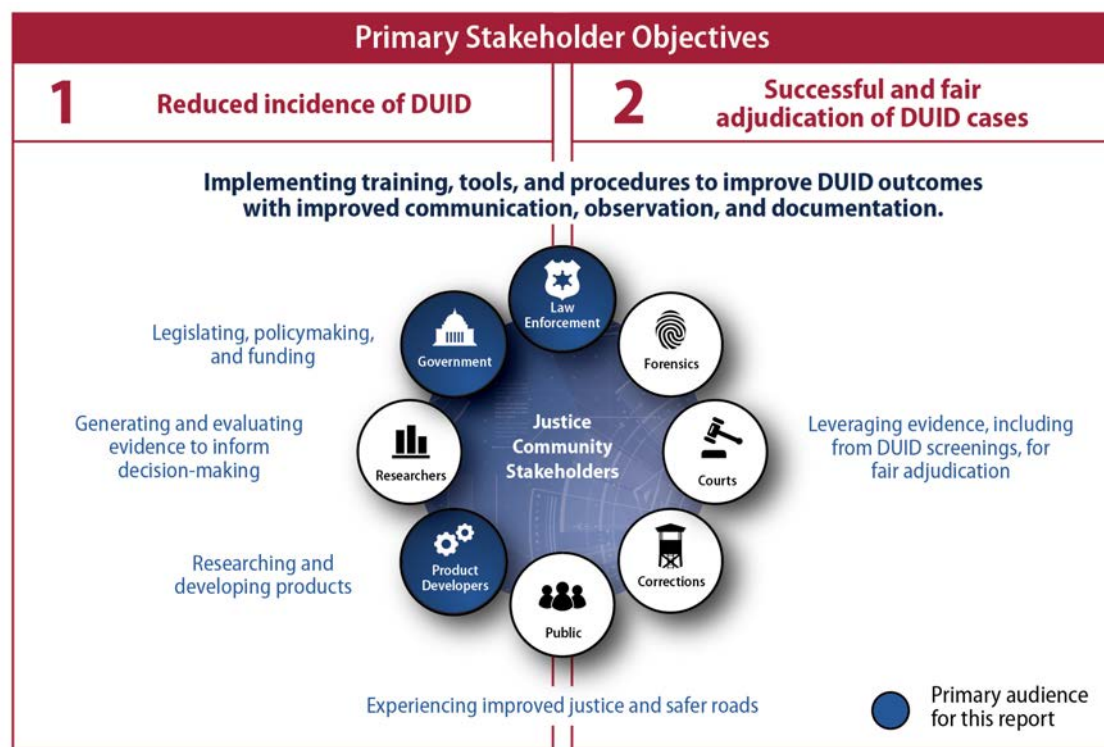 Primary Stakeholder Objectives
1
Reduced incidence of DUID
2
Successful and fair
adjudication of DUID cases
Implementing training, tools, and procedures to improve DUID outcomes
with improved communication, observation, and documentation.
Law
Enforcement
Government
Forensics
Legislating, policymaking,
and funding
Generating and evaluating
evidence to inform
decision-making
Researchers
Justice
Community
Stakeholders
Courts
Leveraging evidence, including
from DUID screenings, for
fair adjudication
Researching and
developing products
Product
Developers
Corrections
Public
Experiencing improved justice and safer roads
Primary audience
for this report